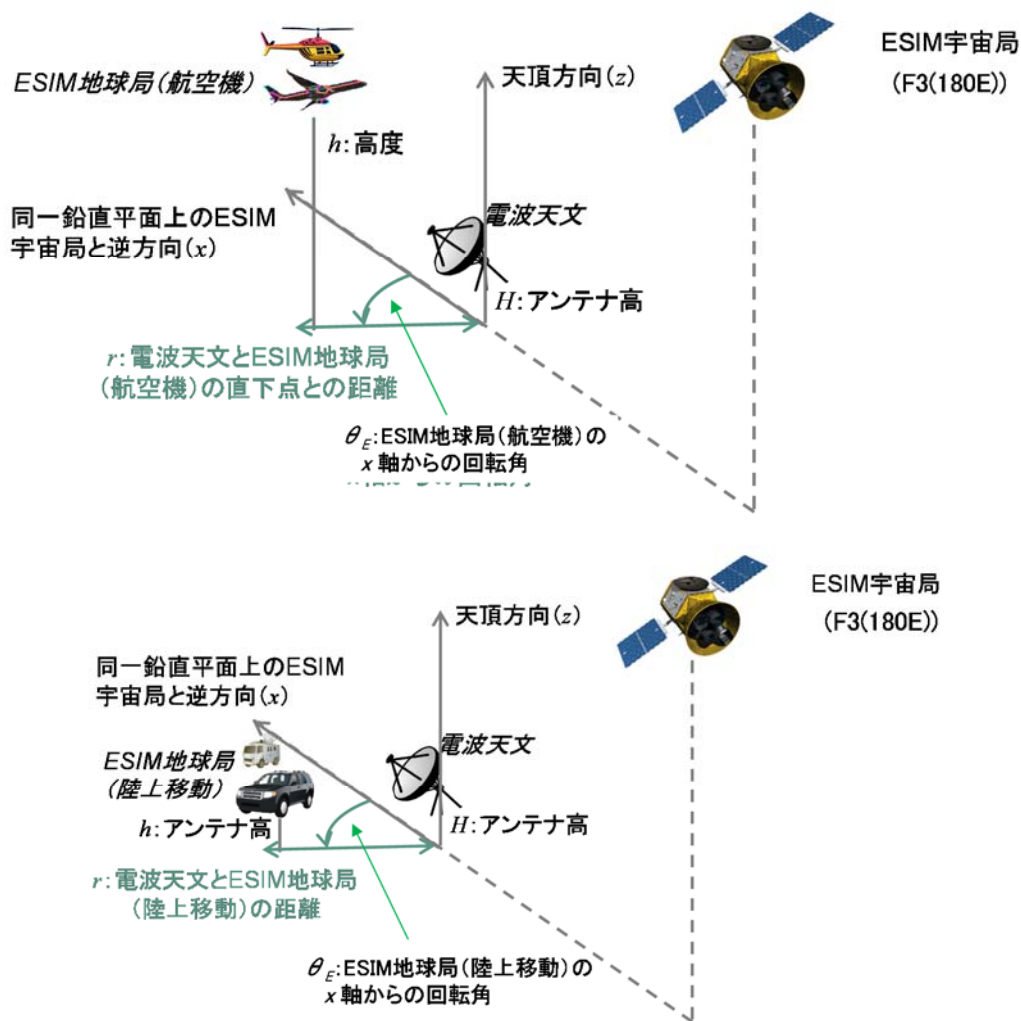 ESIM地球局(航空機)
天頂方向(z)
ESIM宇宙局
(F3(180E))
h:高度
同一鉛直平面上のESIM
宇宙局と逆方向(x)
電波天文
H:アンテナ高
r:電波天文とESIM地球局
(航空機)の直下点との距離
θE:ESIM地球局(航空機)の
x 軸からの回転角
ESIM宇宙局
(F3(180E))
天頂方向(z)
同一鉛直平面上のESIM
宇宙局と逆方向(x)
ESIM地球局
(陸上移動)
電波天文
h:アンテナ高
H:アンテナ高
r:電波天文とESIM地球局
(陸上移動)の距離
θE:ESIM地球局(陸上移動)の
x 軸からの回転角